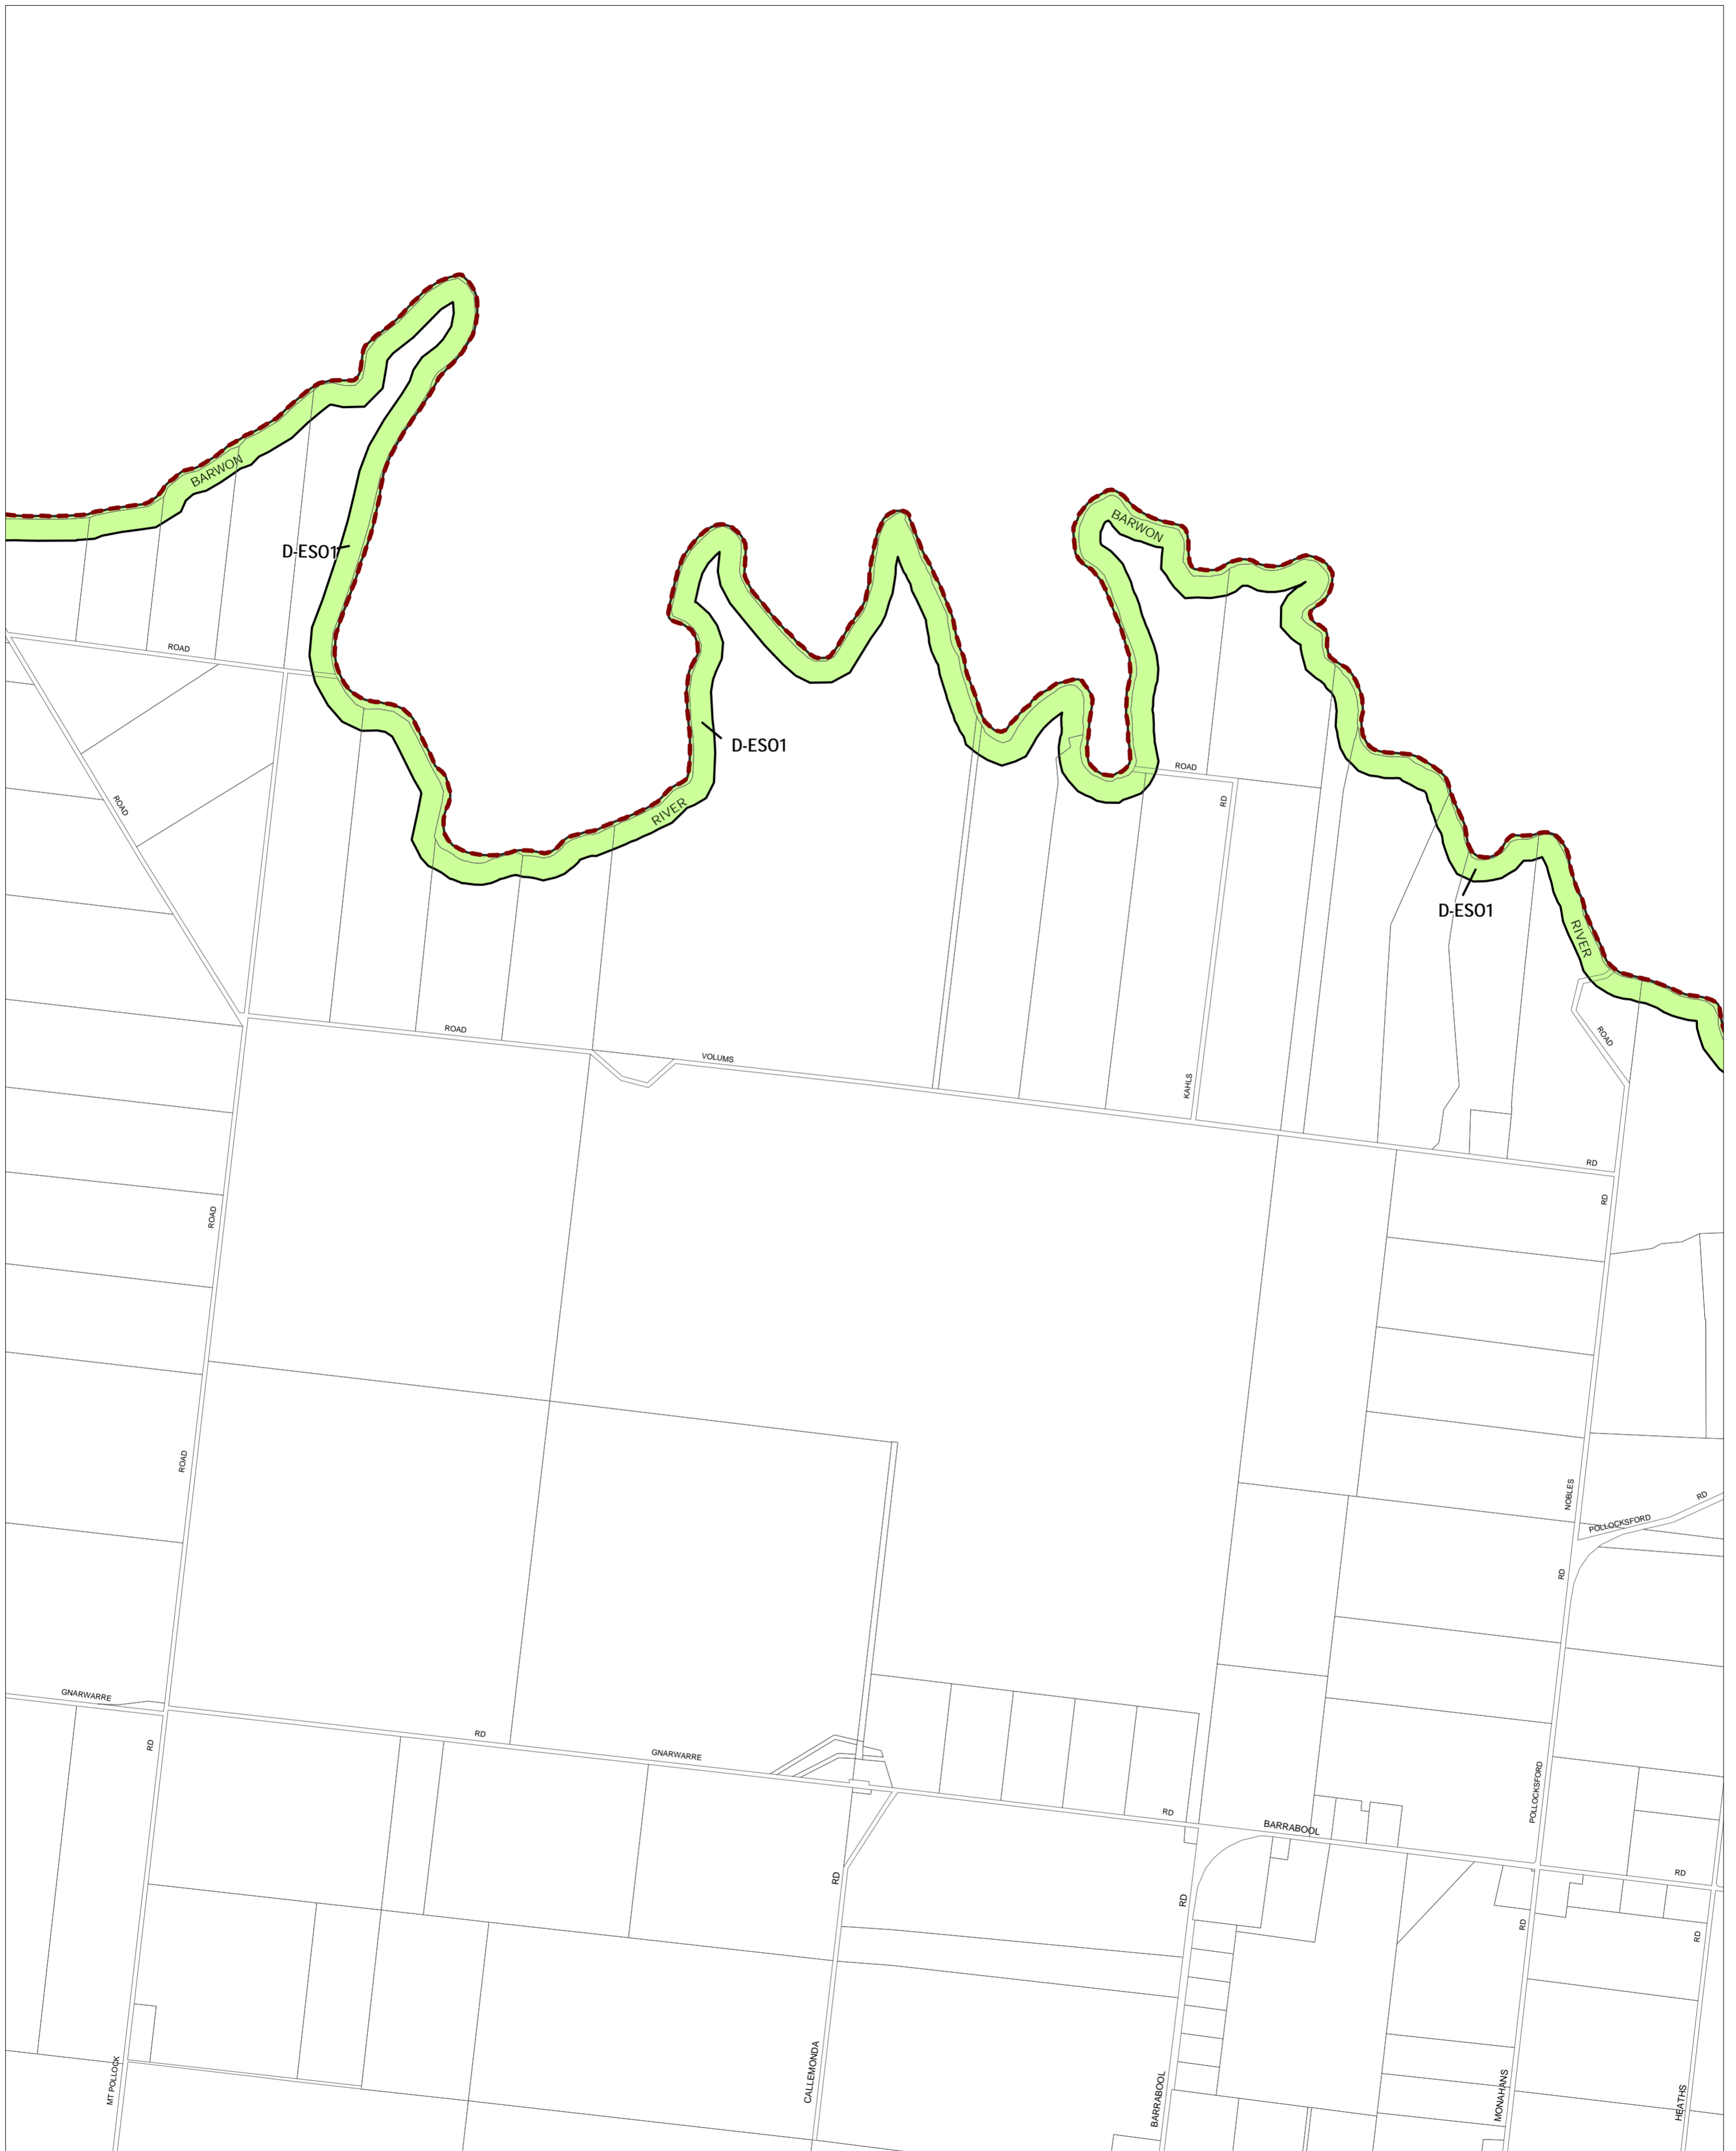 BARWON
BARWON
D-ESO1
ROAD
D-ESO1
ROAD
RD
ROAD
RIVER
D-ESO1
RIVER
ROAD
VOLUMS
ROAD
KAHLS
RD
RD
ROAD
ROAD
NOBLES
POLLOCKSFORD
RD
RD
GNARWARRE
RD
RD
GNARWARRE
POLLOCKSFORD
RD
BARRABOOL
RD
RD
RD
RD
RD
MT POLLOCK
CALLEMONDA
BARRABOOL
MONAHANS
HEATHS